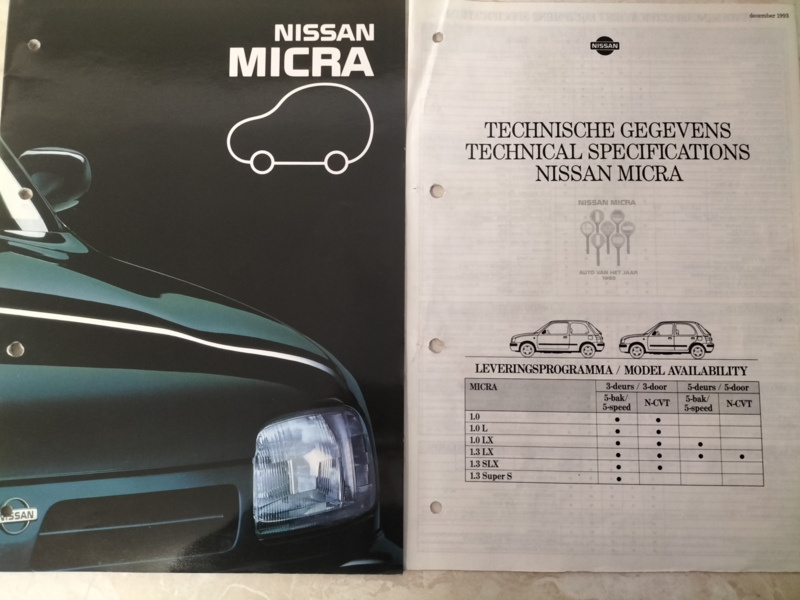 NISSAN
MICRA
NISSAN
december 1993
NISSAN
TECHNISCHE GEGEVENS
TECHNICAL SPECIFICATIONS
NISSAN MICRA
NISSAN MICRA
AUTO VAN HET JAAR
1993
LEVERINGSPROGRAMMA / MODEL AVAILABILITY
MICRA 3-deurs / 3-door 5-deurs / 5-door
5-bak/ 5-speed N-CVT 5-bak/ 5-speed N-CVT
1.0 • •
1.0 L • •
1.0 LX • • •
1.3 LX • • • •
1.3 SLX • •
1.3 Super S •